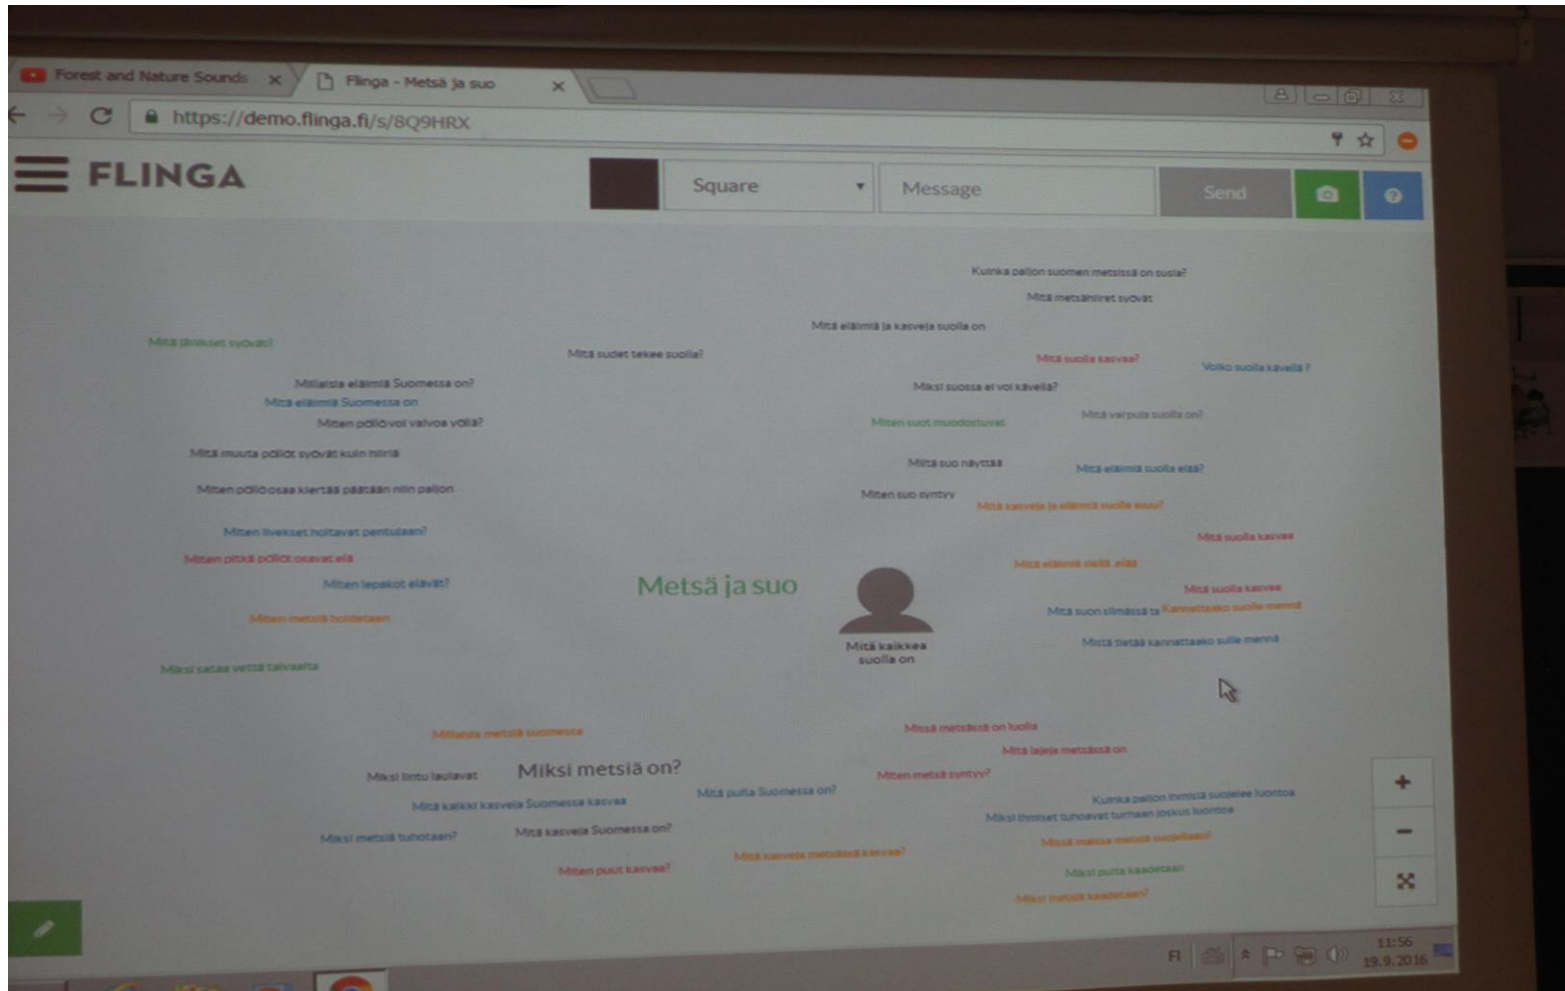 Forest and Nature Sounds
Flinga - Metsä ja suo
https://demo.flinga.fi/s/8Q9HRX
FLINGA
Square
Message
Send
Kuinka paljon suomen metsissä on susia?
Mitä metsähiiret syövät
Mitä eläimiä ja kasveja suolla on
Mitä jänikset syövät?
Mitä sudet tekee suolla?
Mitä suolla kasvaa?
Voiko suolla kävellä ?
Millaisia eläimiä Suomessa on?
Miksi suossa ei voi kävellä?
Mitä eläimiä Suomessa on
Miten pöllö voi valvoa yöllä?
Miten suot muodostuvat
Mitä varpuja suolla on?
Mitä muuta pöllöt syövät kuin hiiriä
Miltä suo näyttää
Mitä eläimiä suolla elää?
Miten pöllö osaa kiertää päätään niin paljon
Miten suo syntyy
Mitä kasveja ja eläimiä suolla asuu?
Miten ilvekset hoitavat pentujaan?
Mitä suolla kasvaa
Miten pitkä pöllöt osavat elä
Mitä eläimiä siellä elää
Miten lepakot elävät?
Metsä ja suo
Mitä suolla kasvaa
Mitä suon silmässä ta
Kannattaako suolle mennä
Miten metsiä hoidetaan
Mitä kaikkea
suolla on
Mistä tietää kannattaako sulle mennä
Miksi sataa vettä taivaalta
Millaisia metsiä suomessa
Missä metsässä on luolia
Mitä lajeja metsässä on
Miksi lintu laulavat
Miksi metsiä on?
Miten metsä syntyy?
Mitä puita Suomessa on?
Mitä kaikki kasveja Suomessa kasvaa
Kuinka paljon ihmisiä suojelee luontoa
Miksi ihmiset tuhoavat turhaan joskus luontoa
Miksi metsiä tuhotaan?
Mitä kasveja Suomessa on?
Missä maissa metsiä suojellaan?
Mitä kasveja metsässä kasvaa?
Miten puut kasvaa?
Miksi puita kaadetaan
Miksi metsiä kaadetaan?
FI
11:56
19.9.2016